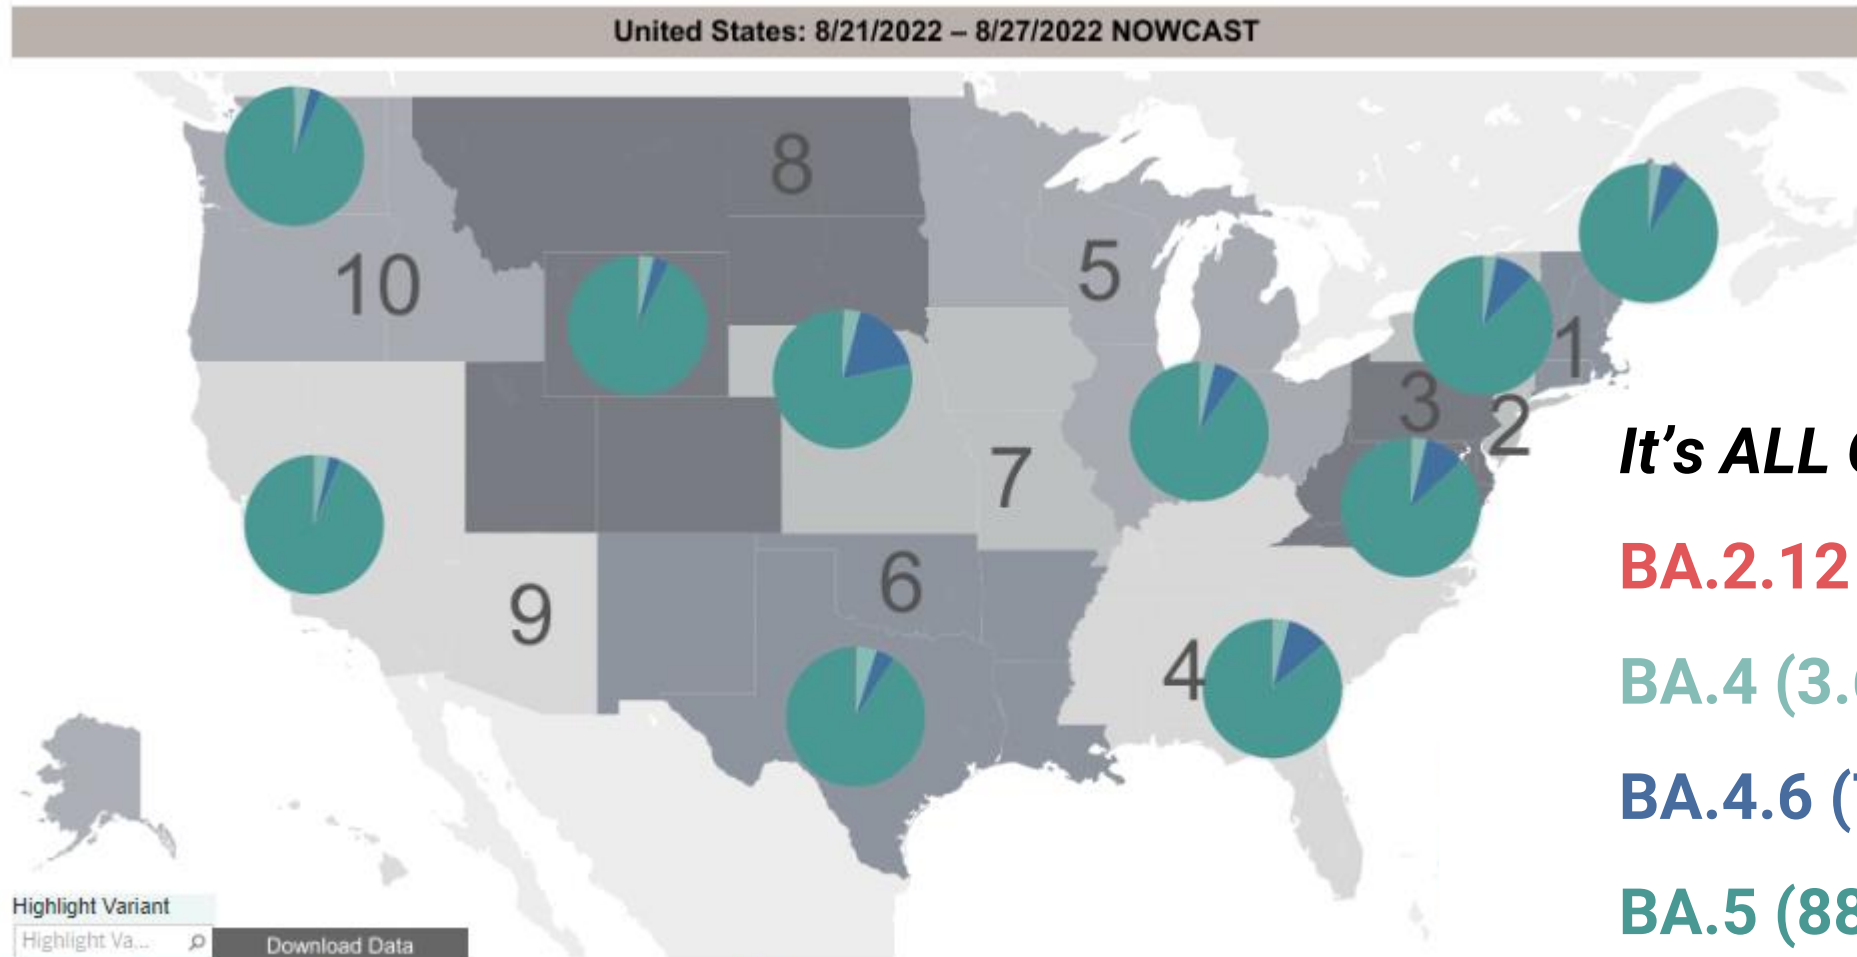 United States: 8/21/2022 – 8/27/2022 NOWCAST
8
10
5
1
3
2
7
6
9
4
It's ALL
BA.2.12
BA.4 (3.
BA.4.6 (
BA.5 (88
Highlight Variant
Highlight Va...
Download Data